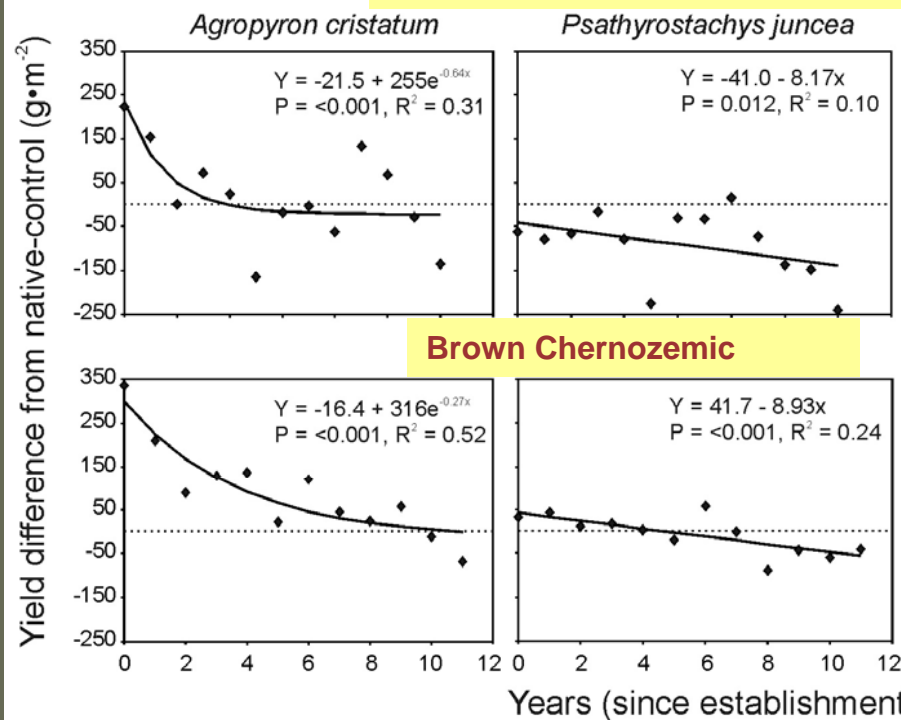 Agropyron cristatum
Psathyrostachys juncea
Yield difference from native-control (g•m⁻²)
350
250
150
50
-50
-150
-250
Y = -21.5 + 255e⁻⁰·⁶⁴ˣ
P = <0.001, R² = 0.31
Y = -41.0 - 8.17x
P = 0.012, R² = 0.10
Brown Chernozemic
350
250
150
50
-50
-150
-250
Y = -16.4 + 316e⁻⁰·²⁷ˣ
P = <0.001, R² = 0.52
Y = 41.7 - 8.93x
P = <0.001, R² = 0.24
0 2 4 6 8 10 12
0 2 4 6 8 10 12
Years (since establishment